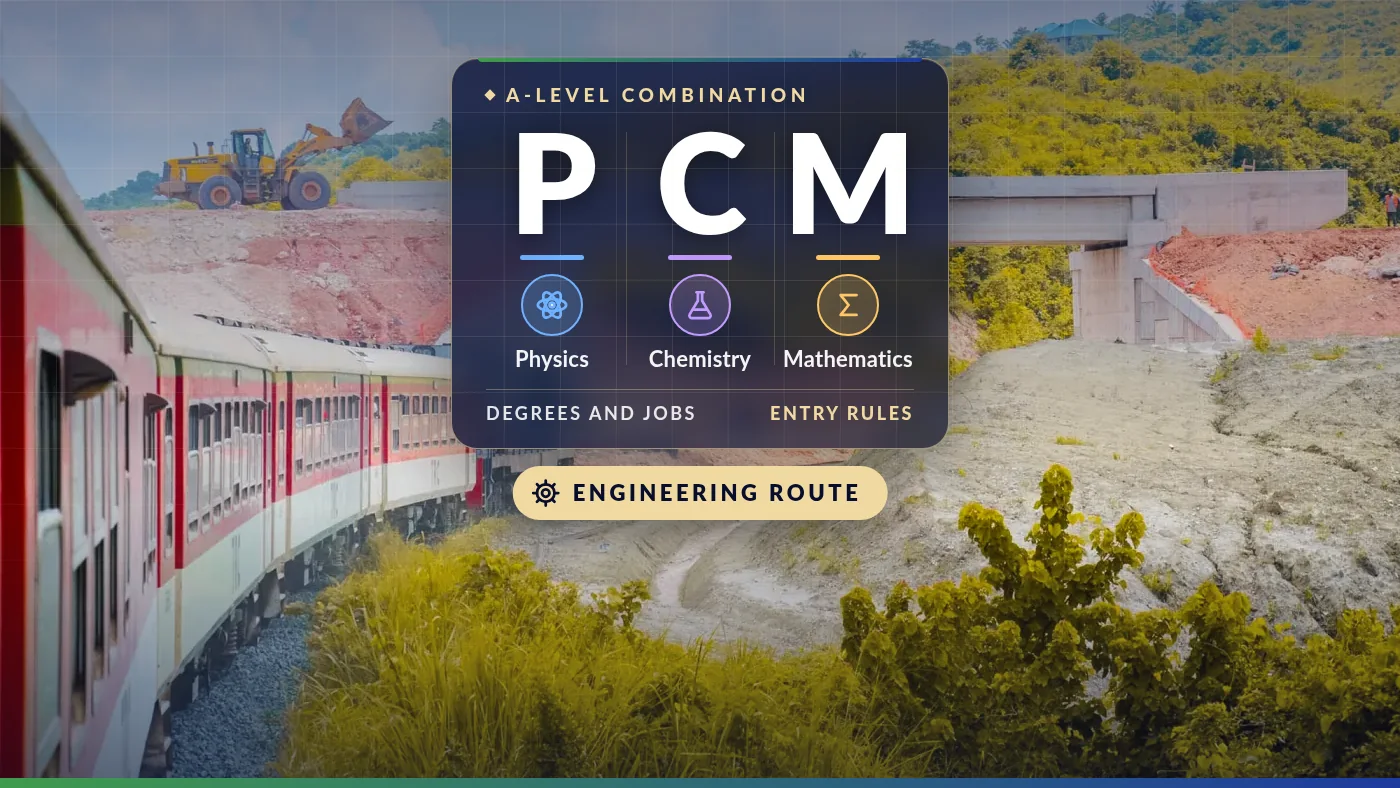 A-LEVEL COMBINATION
P C M
Physics Chemistry Mathematics
DEGREES AND JOBS ENTRY RULES
ENGINEERING ROUTE